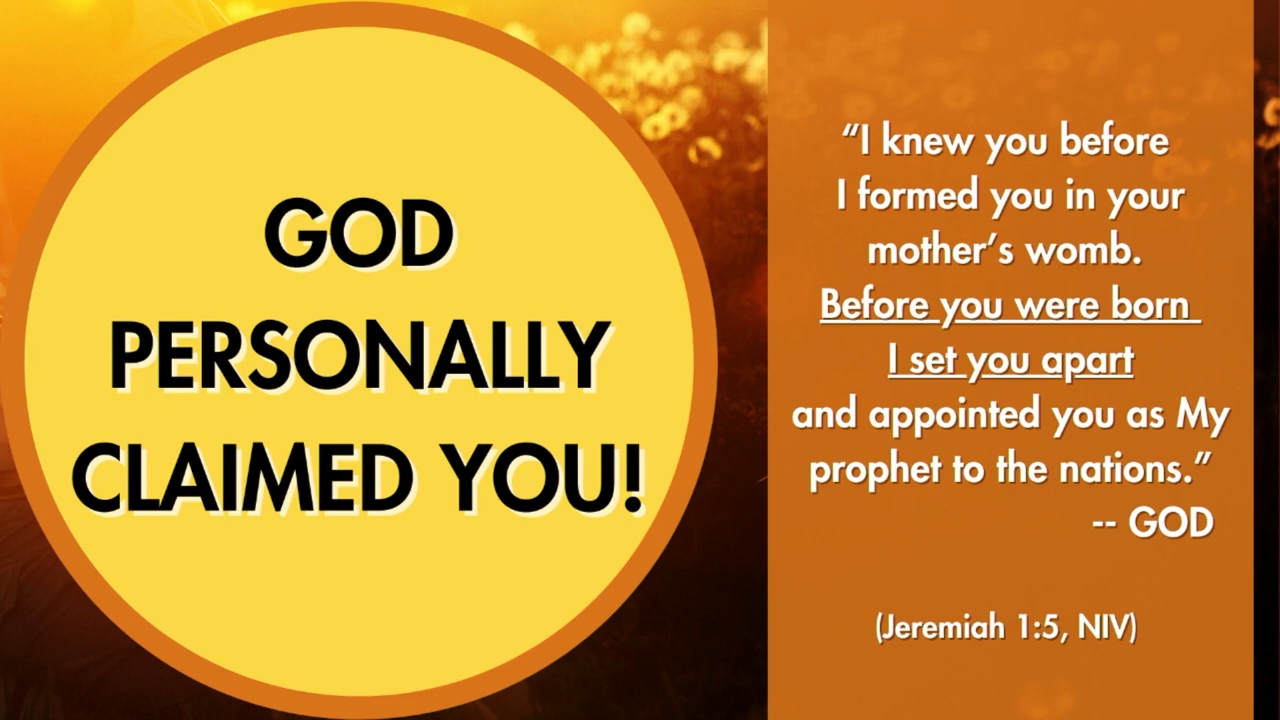 GOD
PERSONALLY
CLAIMED YOU!
“I knew you before
I formed you in your
mother’s womb.
Before you were born
I set you apart
and appointed you as My
prophet to the nations.”
-- GOD
(Jeremiah 1:5, NIV)